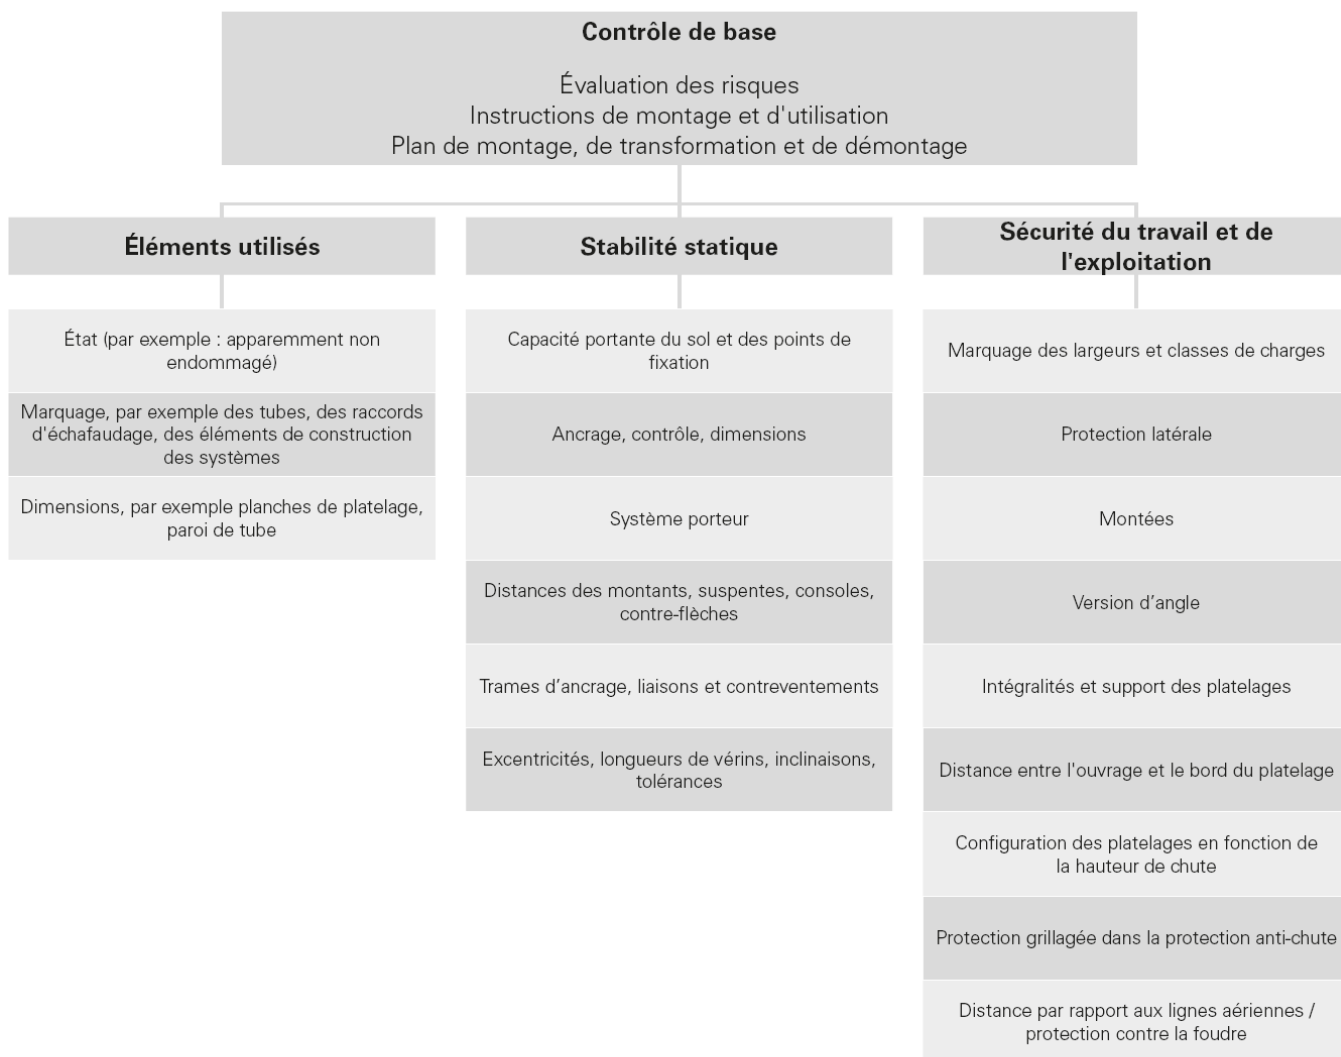 Contrôle de base
Évaluation des risques
Instructions de montage et d'utilisation
Plan de montage, de transformation et de démontage
Éléments utilisés
État (par exemple : apparemment non
endommagé)
Marquage, par exemple des tubes, des raccords
d'échafaudage, des éléments de construction
des systèmes
Dimensions, par exemple planches de platelage,
paroi de tube
Stabilité statique
Capacité portante du sol et des points de
fixation
Ancrage, contrôle, dimensions
Système porteur
Distances des montants, suspentes, consoles,
contre-flèches
Trames d’ancrage, liaisons et contreventements
Excentricités, longueurs de vérins, inclinaisons,
tolérances
Sécurité du travail et de
l'exploitation
Marquage des largeurs et classes de charges
Protection latérale
Montées
Version d’angle
Intégralités et support des platelages
Distance entre l'ouvrage et le bord du platelage
Configuration des platelages en fonction de
la hauteur de chute
Protection grillagée dans la protection anti-chute
Distance par rapport aux lignes aériennes /
protection contre la foudre